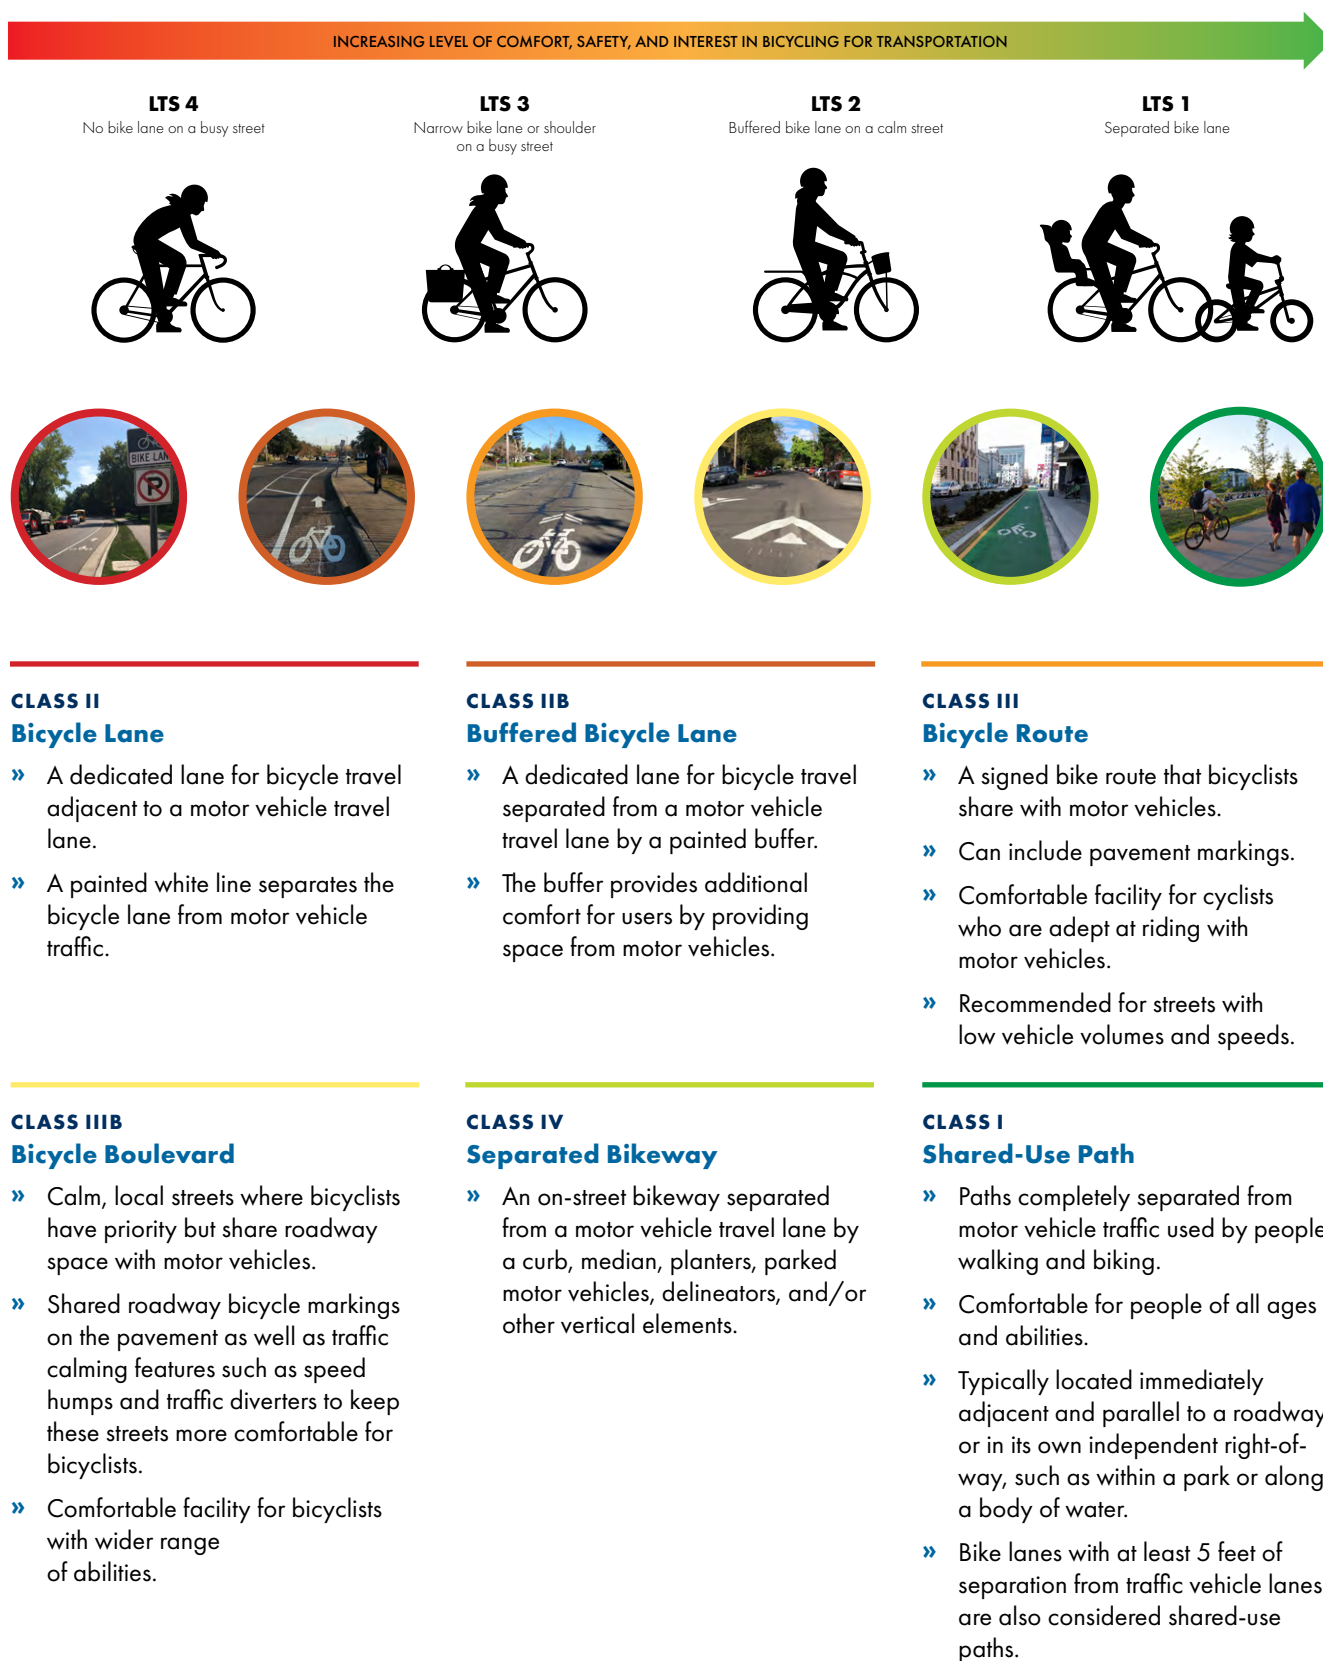 INCREASING LEVEL OF COMFORT, SAFETY, AND INTEREST IN BICYCLING FOR TRANSPORTATION
LTS 4
No bike lane on a busy street
LTS 3
Narrow bike lane or shoulder
on a busy street
LTS 2
Buffered bike lane on a calm street
LTS 1
Separated bike lane
BIKE LAN
P
CLASS II
Bicycle Lane
» A dedicated lane for bicycle travel
adjacent to a motor vehicle travel
lane.
» A painted white line separates the
bicycle lane from motor vehicle
traffic.
CLASS IIB
Buffered Bicycle Lane
» A dedicated lane for bicycle travel
separated from a motor vehicle
travel lane by a painted buffer.
» The buffer provides additional
comfort for users by providing
space from motor vehicles.
CLASS III
Bicycle Route
» A signed bike route that bicyclists
share with motor vehicles.
» Can include pavement markings.
» Comfortable facility for cyclists
who are adept at riding with
motor vehicles.
» Recommended for streets with
low vehicle volumes and speeds.
CLASS IIIB
Bicycle Boulevard
» Calm, local streets where bicyclists
have priority but share roadway
space with motor vehicles.
» Shared roadway bicycle markings
on the pavement as well as traffic
calming features such as speed
humps and traffic diverters to keep
these streets more comfortable for
bicyclists.
» Comfortable facility for bicyclists
with wider range
of abilities.
CLASS IV
Separated Bikeway
» An on-street bikeway separated
from a motor vehicle travel lane by
a curb, median, planters, parked
motor vehicles, delineators, and/or
other vertical elements.
CLASS I
Shared-Use Path
» Paths completely separated from
motor vehicle traffic used by people
walking and biking.
» Comfortable for people of all ages
and abilities.
» Typically located immediately
adjacent and parallel to a roadway
or in its own independent right-of-
way, such as within a park or along
a body of water.
» Bike lanes with at least 5 feet of
separation from traffic vehicle lanes
are also considered shared-use
paths.